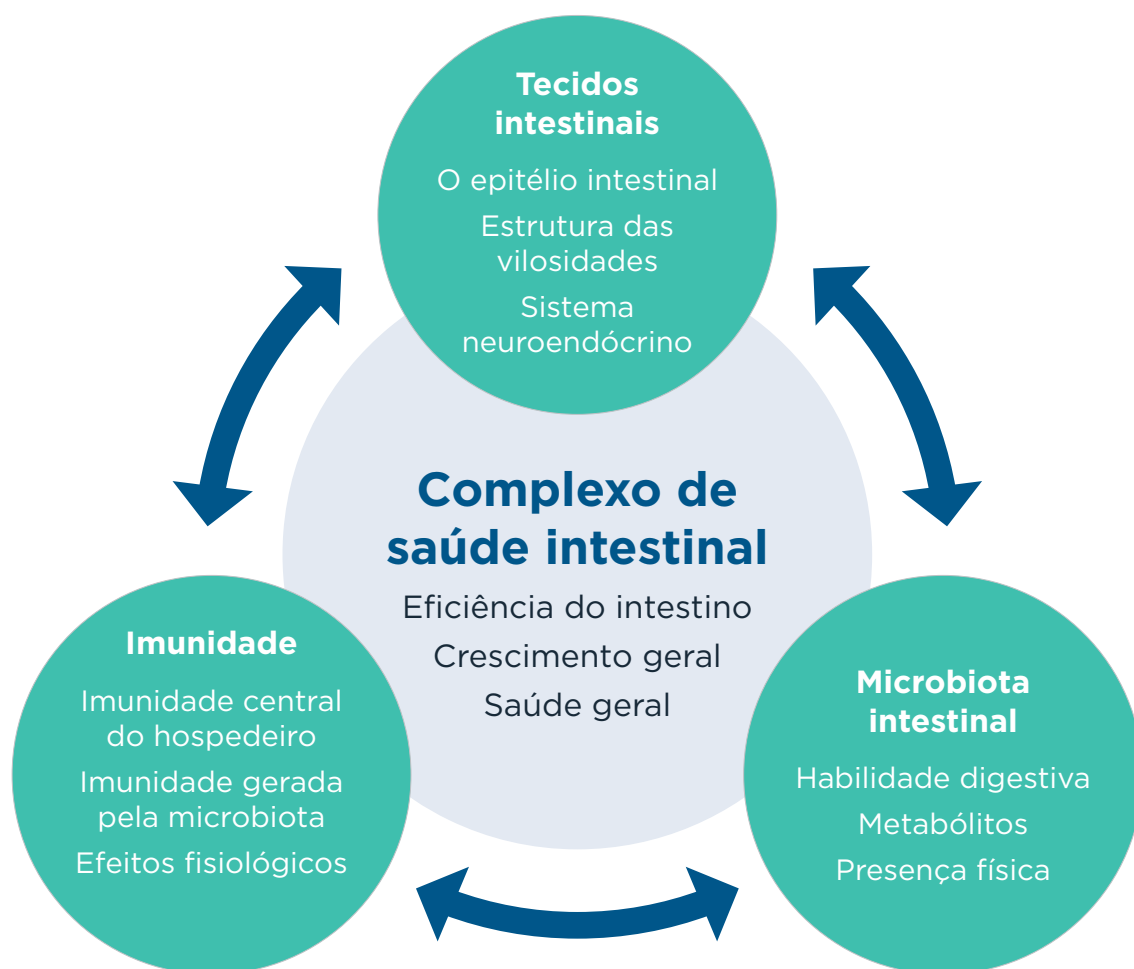 Tecidos
intestinais
O epitélio intestinal
Estrutura das
vilosidades
Sistema
neuroendócrino
Complexo de
saúde intestinal
Eficiência do intestino
Crescimento geral
Saúde geral
Imunidade
Imunidade central
do hospedeiro
Imunidade gerada
pela microbiota
Efeitos fisiológicos
Microbiota
intestinal
Habilidade digestiva
Metabólitos
Presença física